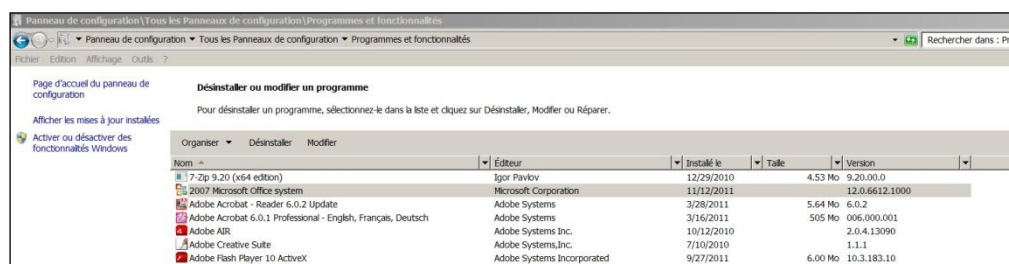 Panneau de configuration\Tous les Panneaux de configuration\Programmes et fonctionnalités
Panneau de configuration Tous les Panneaux de configuration Programmes et fonctionnalités Rechercher dans : Pr
Fichier Edition Affichage Outils ?
Page d'accueil du panneau de configuration
Afficher les mises à jour installées
Activer ou désactiver des fonctionnalités Windows
Désinstaller ou modifier un programme
Pour désinstaller un programme, sélectionnez-le dans la liste et cliquez sur Désinstaller, Modifier ou Réparer.
Organiser Désinstaller Modifier
Nom Éditeur Installé le Taille Version
7-Zip 9.20 (x64 edition) Igor Pavlov 12/29/2010 4.53 Mo 9.20.00.0
2007 Microsoft Office system Microsoft Corporation 11/12/2011 12.0.6612.1000
Adobe Acrobat - Reader 6.0.2 Update Adobe Systems 3/28/2011 5.64 Mo 6.0.2
Adobe Acrobat 6.0.1 Professional - English, Français, Deutsch Adobe Systems 3/16/2011 505 Mo 006.000.001
Adobe AIR Adobe Systems Inc. 10/12/2010 2.0.4.13090
Adobe Creative Suite Adobe Systems,Inc. 7/10/2010 1.1.1
Adobe Flash Player 10 ActiveX Adobe Systems Incorporated 9/27/2011 6.00 Mo 10.3.183.10